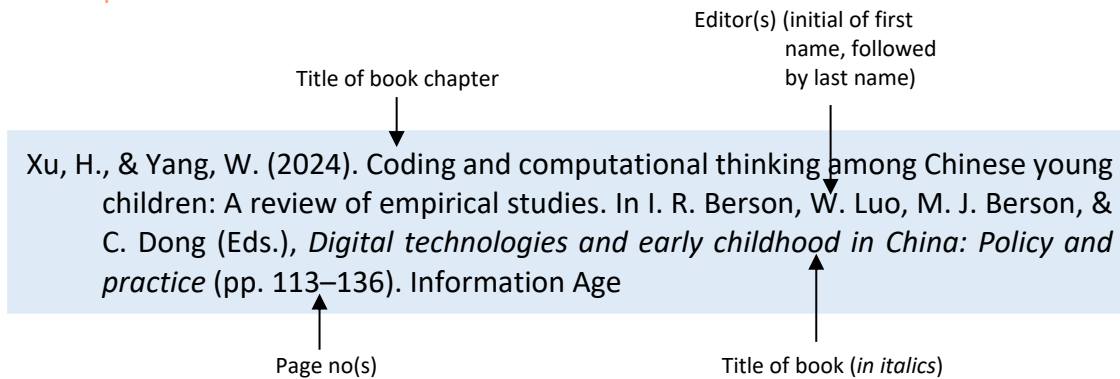 Editor(s) (initial of first
name, followed
by last name)
Title of book chapter
Xu, H., & Yang, W. (2024). Coding and computational thinking among Chinese young
children: A review of empirical studies. In I. R. Berson, W. Luo, M. J. Berson, &
C. Dong (Eds.), Digital technologies and early childhood in China: Policy and
practice (pp. 113–136). Information Age
Page no(s)
Title of book (in italics)